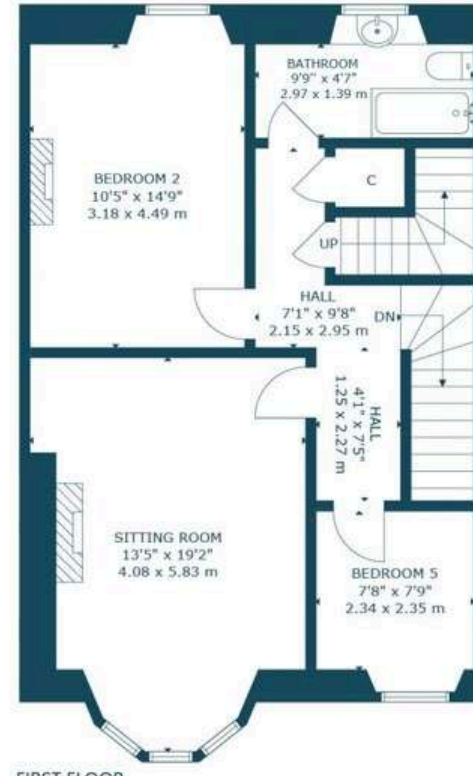 BATHROOM
9'9" x 4'7"
2.97 x 1.39 m
BEDROOM 2
10'5" x 14'9"
3.18 x 4.49 m
C
UP
HALL
7'1" x 9'8"
2.15 x 2.95 m
DN
HALL
4'1" x 7'5"
1.25 x 2.27 m
SITTING ROOM
13'5" x 19'2"
4.08 x 5.83 m
BEDROOM 5
7'8" x 7'9"
2.34 x 2.35 m
FIRST FLOOR